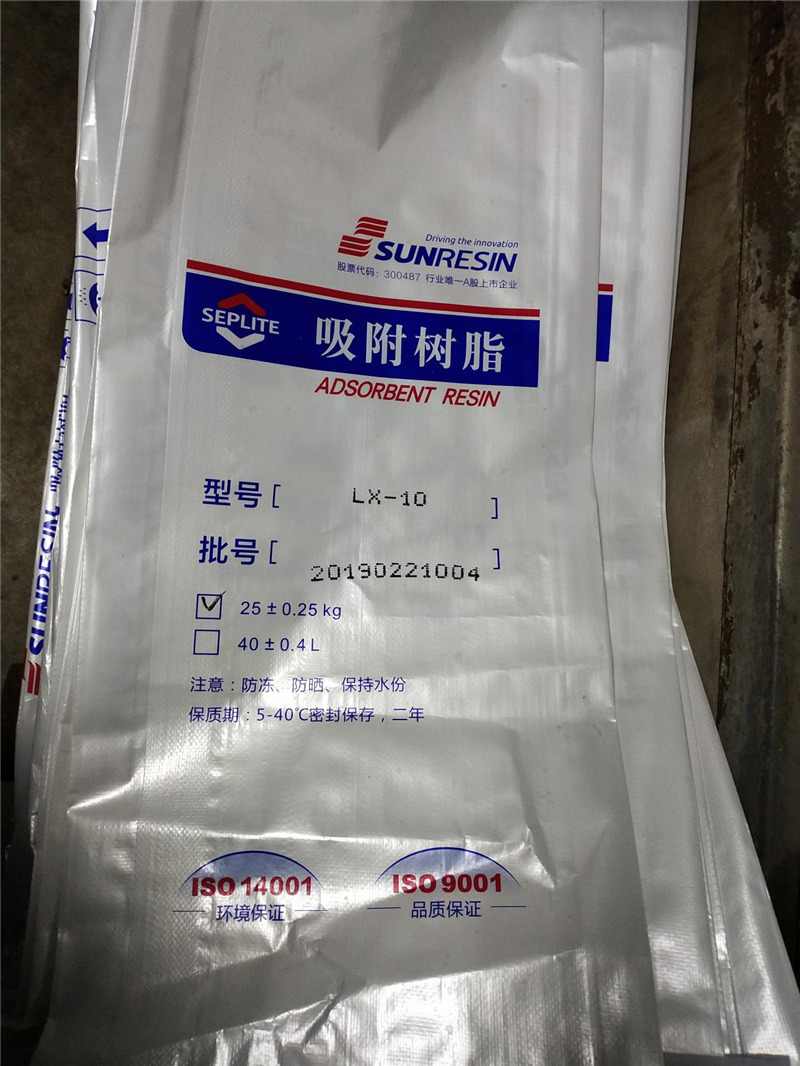 Driving the innovation
SUNRESIN
股票代码：300487 行业唯一A股上市企业
SEPLITE 吸附树脂
ADSORBENT RESIN
型号[ LX-10 ]
批号[ 20190221004 ]
25±0.25kg
40±0.4L
注意：防冻、防晒、保持水份
保质期：5-40℃密封保存，二年
ISO 14001
环境保证
ISO 9001
品质保证
SUNRESIN